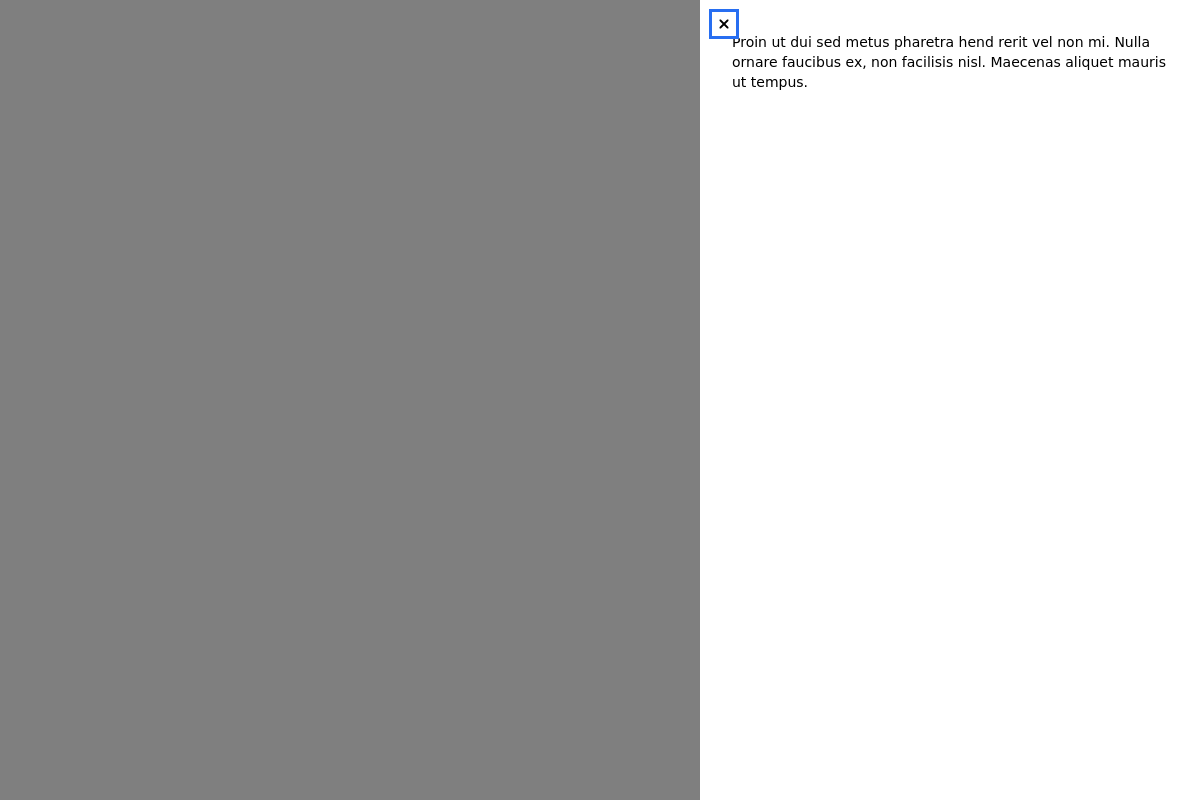 ×
Proin ut dui sed metus pharetra hend rerit vel non mi. Nulla
ornare faucibus ex, non facilisis nisl. Maecenas aliquet mauris
ut tempus.